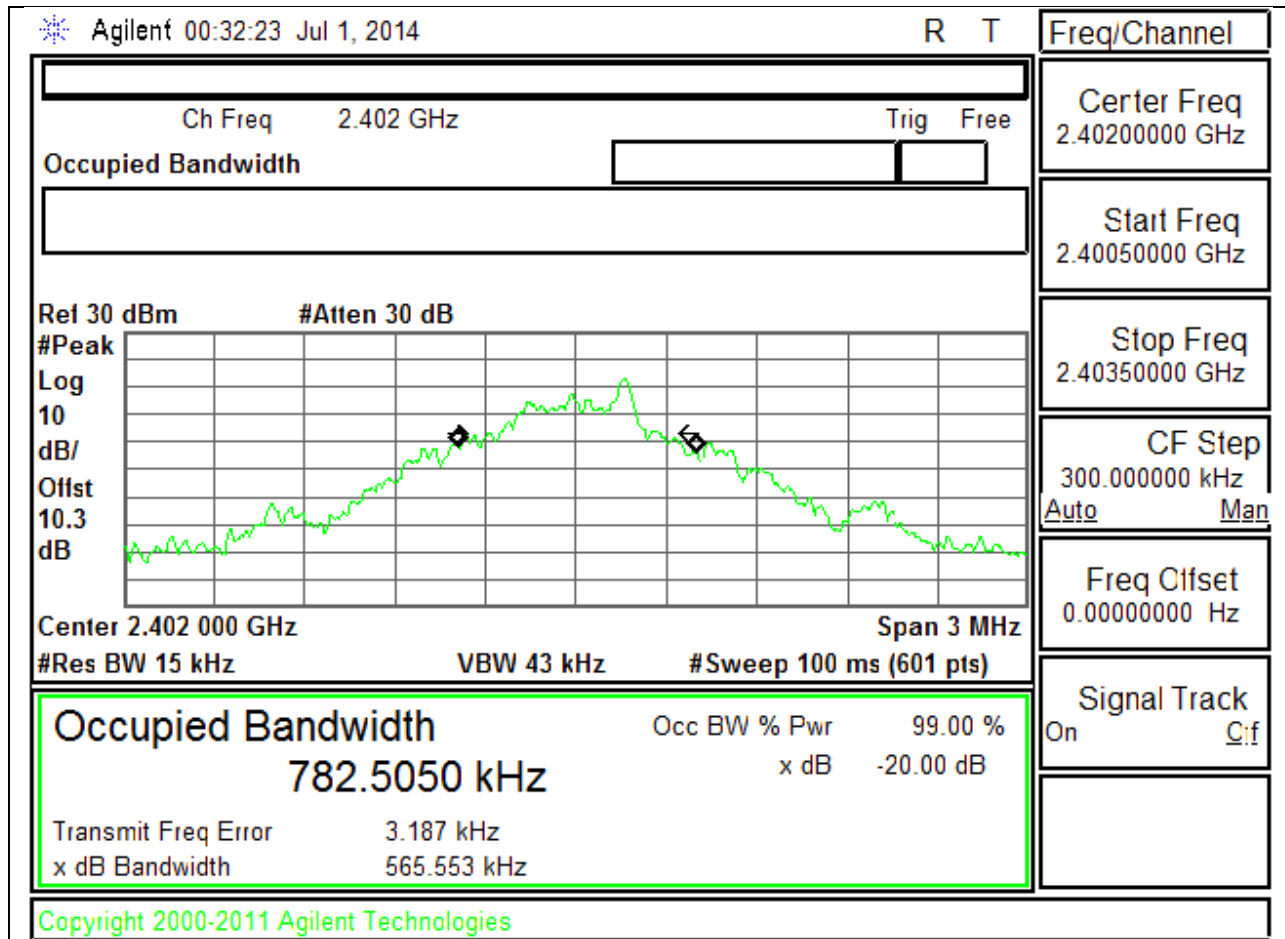 Agilent 00:32:23 Jul 1, 2014 R T
Freq/Channel
Ch Freq 2.402 GHz Trig Free
Occupied Bandwidth
Center Freq
2.40200000 GHz
Start Freq
2.40050000 GHz
Stop Freq
2.40350000 GHz
CF Step
300.000000 kHz
Auto Man
Freq Offset
0.00000000 Hz
Signal Track
On Off
Ref 30 dBm #Atten 30 dB
#Peak
Log
10
dB/
Offst
10.3
dB
Center 2.402 000 GHz Span 3 MHz
#Res BW 15 kHz VBW 43 kHz #Sweep 100 ms (601 pts)
Occupied Bandwidth
782.5050 kHz
Occ BW % Pwr 99.00 %
x dB -20.00 dB
Transmit Freq Error 3.187 kHz
x dB Bandwidth 565.553 kHz
Copyright 2000-2011 Agilent Technologies